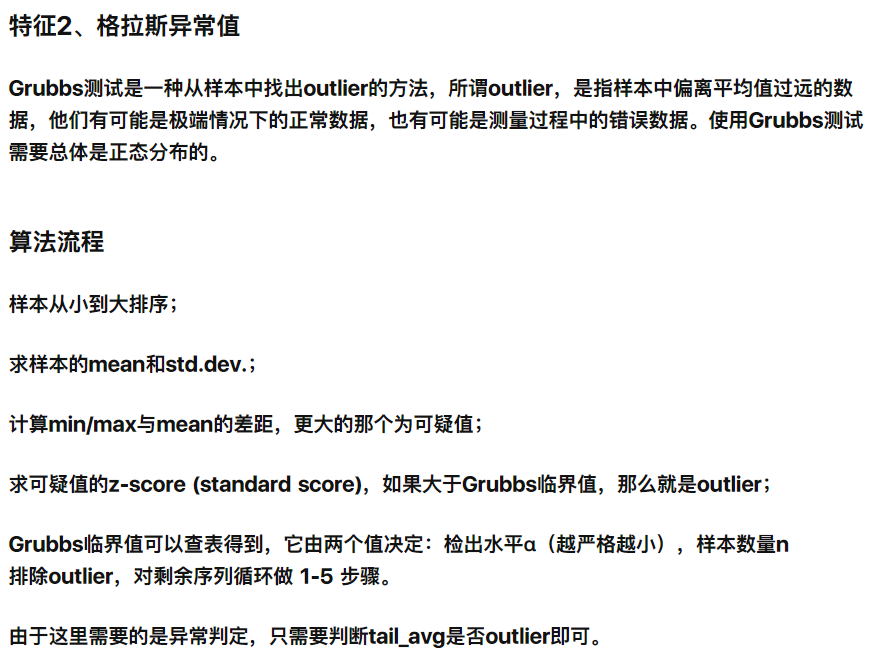 特征2、格拉斯异常值
Grubbs测试是一种从样本中找出outlier的方法，所谓outlier，是指样本中偏离平均值过远的数
据，他们有可能是极端情况下的正常数据，也有可能是测量过程中的错误数据。使用Grubbs测试
需要总体是正态分布的。
算法流程
样本从小到大排序；
求样本的mean和std.dev.；
计算min/max与mean的差距，更大的那个为可疑值；
求可疑值的z-score (standard score)，如果大于Grubbs临界值，那么就是outlier；
Grubbs临界值可以查表得到，它由两个值决定：检出水平α（越严格越小），样本数量n
排除outlier，对剩余序列循环做 1-5 步骤。
由于这里需要的是异常判定，只需要判断tail_avg是否outlier即可。